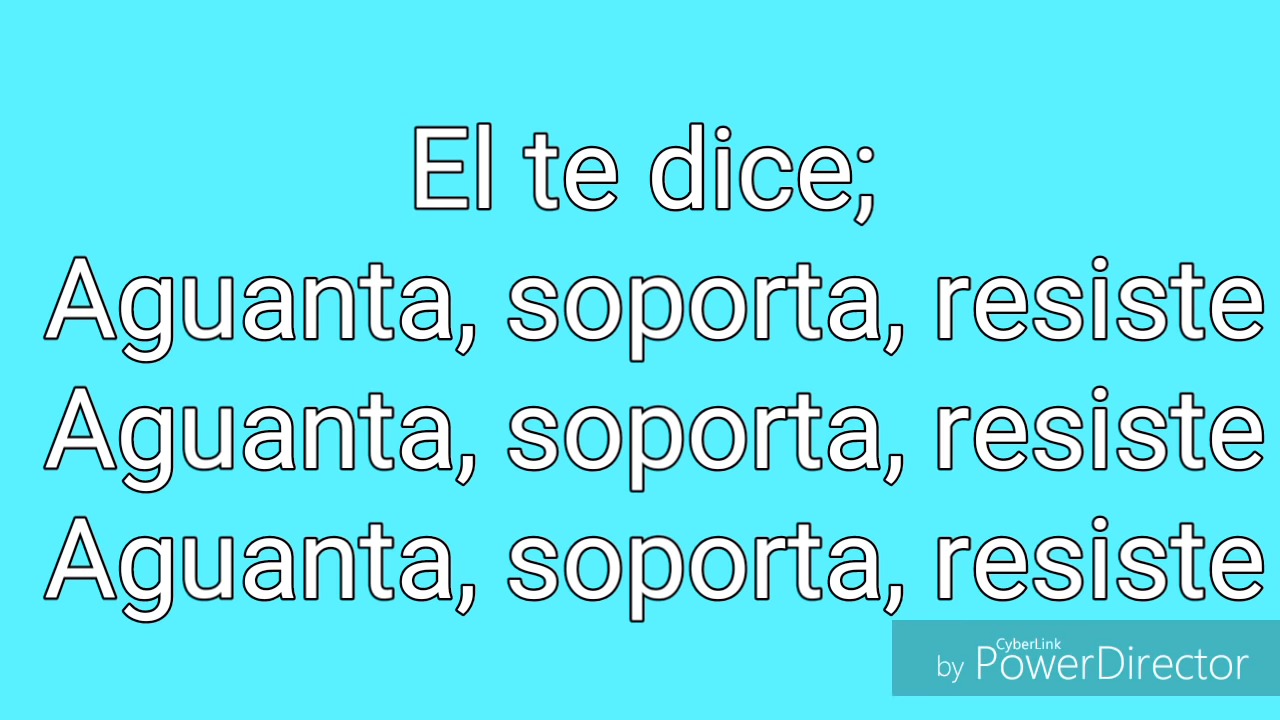 El te dice;
Aguanta, soporta, resiste
Aguanta, soporta, resiste
Aguanta, soporta, resiste
CyberLink
by PowerDirector